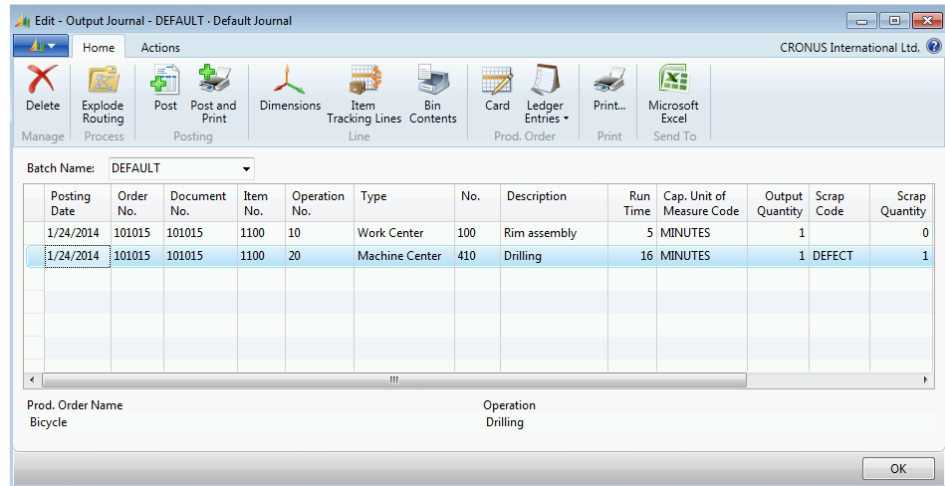 Edit - Output Journal - DEFAULT · Default Journal
Home Actions CRONUS International Ltd.
Delete Explode Routing Post Post and Print Dimensions Item Tracking Lines Bin Contents Card Ledger Entries Print... Microsoft Excel
Manage Process Posting Line Prod. Order Print Send To
Batch Name: DEFAULT
Posting Date Order No. Document No. Item No. Operation No. Type No. Description Run Time Cap. Unit of Measure Code Output Quantity Scrap Code Scrap Quantity
1/24/2014 101015 101015 1100 10 Work Center 100 Rim assembly 5 MINUTES 1 0
1/24/2014 101015 101015 1100 20 Machine Center 410 Drilling 16 MINUTES 1 DEFECT 1
Prod. Order Name Operation
Bicycle Drilling
OK